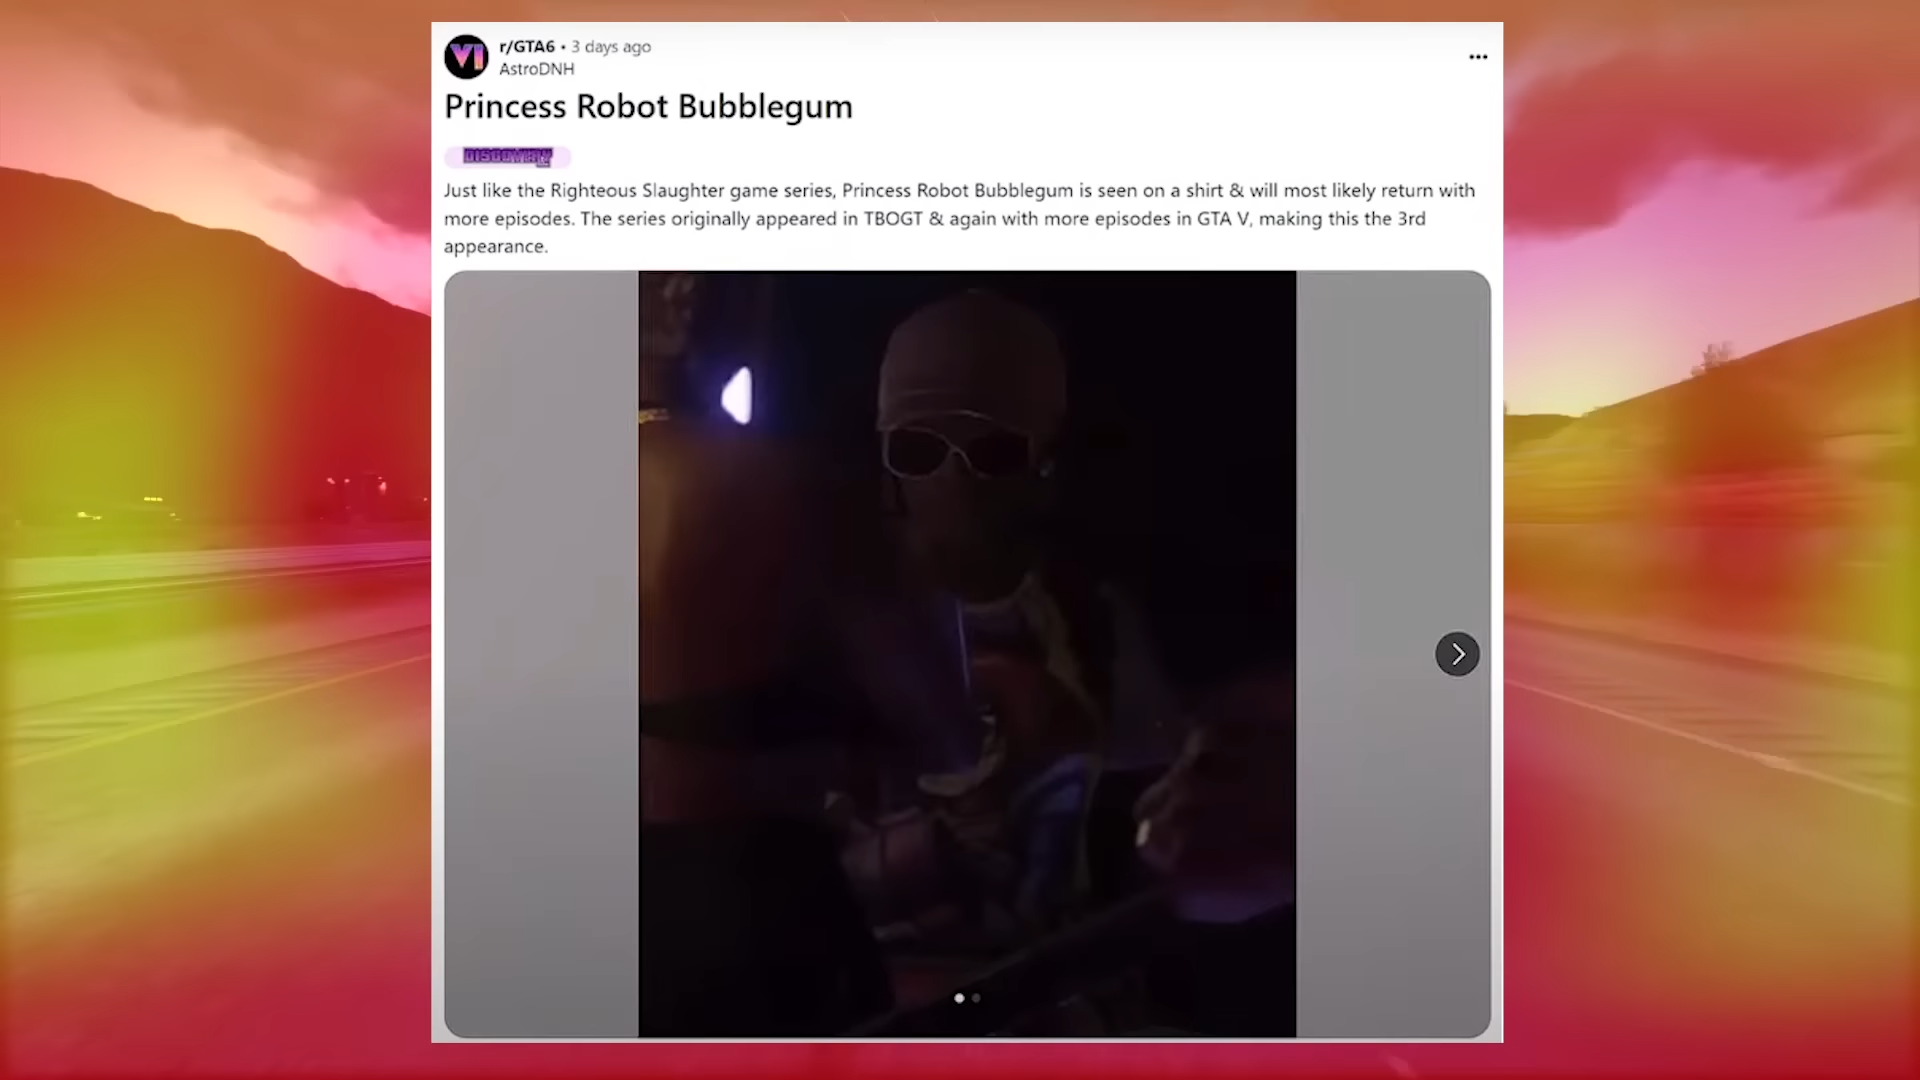 VI
r/GTA6 • 3 days ago
AstroDNH
Princess Robot Bubblegum
DISCOVERY
Just like the Righteous Slaughter game series, Princess Robot Bubblegum is seen on a shirt & will most likely return with
more episodes. The series originally appeared in TBOGT & again with more episodes in GTA V, making this the 3rd
appearance.